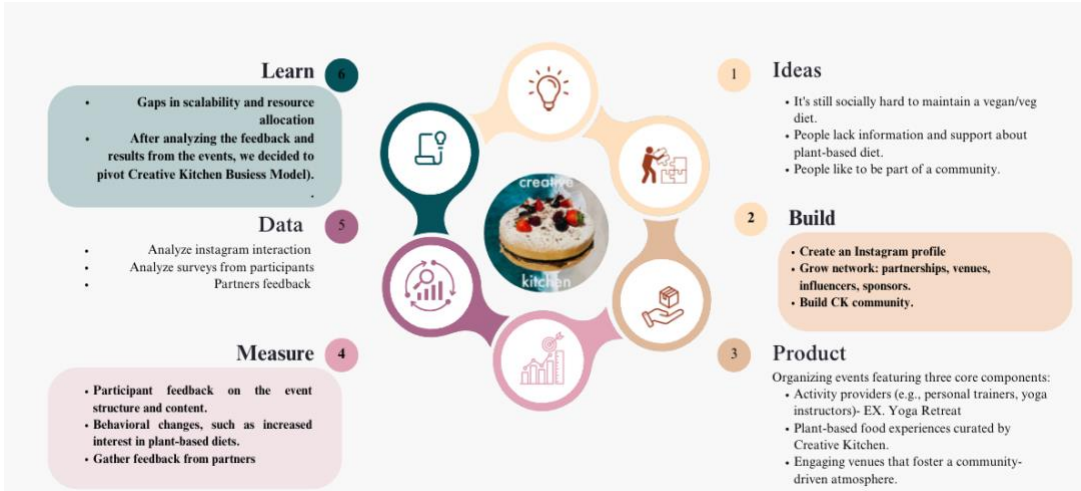 1
Ideas
• It's still socially hard to maintain a vegan/veg
diet.
• People lack information and support about
plant-based diet.
• People like to be part of a community.
2
Build
• Create an Instagram profile
• Grow network: partnerships, venues,
influencers, sponsors.
• Build CK community.
3
Product
Organizing events featuring three core components:
• Activity providers (e.g., personal trainers, yoga
instructors)- EX. Yoga Retreat
• Plant-based food experiences curated by
Creative Kitchen.
• Engaging venues that foster a community-
driven atmosphere.
Measure
4
• Participant feedback on the event
structure and content.
• Behavioral changes, such as increased
interest in plant-based diets.
• Gather feedback from partners
Data
5
• Analyze instagram interaction
• Analyze surveys from participants
• Partners feedback
Learn
6
• Gaps in scalability and resource
allocation
• After analyzing the feedback and
results from the events, we decided to
pivot Creative Kitchen Busiess Model).
.
creative
kitchen